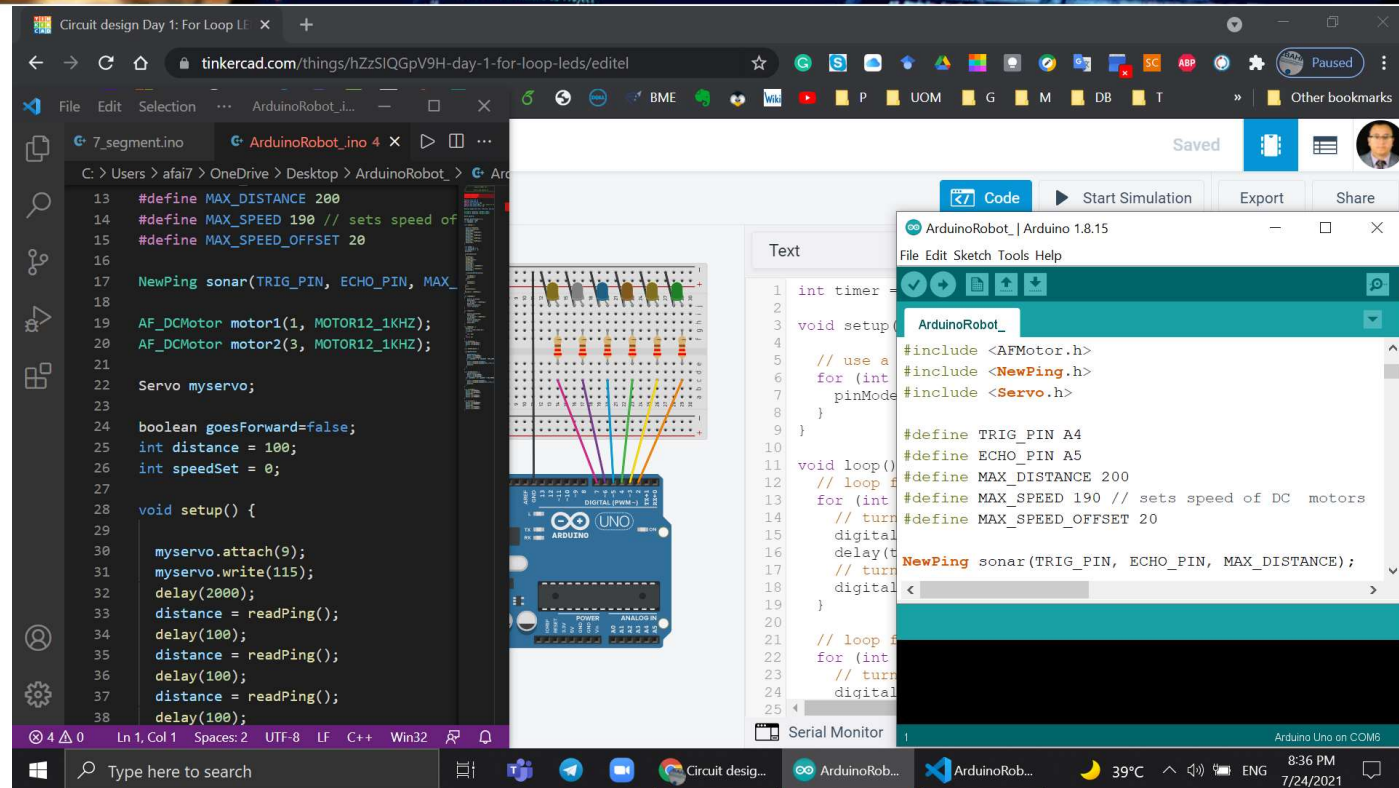 Circuit design Day 1: For Loop LE
tinkercad.com/things/hZzSIQGpV9H-day-1-for-loop-leds/editel
Paused
BME
Wiki
P
UOM
G
M
DB
T
»
Other bookmarks
File Edit Selection ··· ArduinoRobot_i...
7_segment.ino
ArduinoRobot_.ino 4
C: > Users > afai7 > OneDrive > Desktop > ArduinoRobot_ > Ard
13 #define MAX_DISTANCE 200
14 #define MAX_SPEED 190 // sets speed of
15 #define MAX_SPEED_OFFSET 20
16
17 NewPing sonar(TRIG_PIN, ECHO_PIN, MAX_
18
19 AF_DCMotor motor1(1, MOTOR12_1KHZ);
20 AF_DCMotor motor2(3, MOTOR12_1KHZ);
21
22 Servo myservo;
23
24 boolean goesForward=false;
25 int distance = 100;
26 int speedSet = 0;
27
28 void setup() {
29
30 myservo.attach(9);
31 myservo.write(115);
32 delay(2000);
33 distance = readPing();
34 delay(100);
35 distance = readPing();
36 delay(100);
37 distance = readPing();
38 delay(100);
4 0 Ln 1, Col 1 Spaces: 2 UTF-8 LF C++ Win32
DIGITAL (PWM~)
UNO
ARDUINO
POWER
ANALOG IN
Saved
Code
Start Simulation
Export
Share
Text
1 int timer =
2
3 void setup(
4
5 // use a
6 for (int
7 pinMode
8 }
9 }
10
11 void loop()
12 // loop f
13 for (int
14 // turn
15 digital
16 delay(t
17 // turn
18 digital
19 }
20
21 // loop f
22 for (int
23 // turn
24 digital
25
Serial Monitor
ArduinoRobot_ | Arduino 1.8.15
File Edit Sketch Tools Help
ArduinoRobot_
#include <AFMotor.h>
#include <NewPing.h>
#include <Servo.h>
#define TRIG_PIN A4
#define ECHO_PIN A5
#define MAX_DISTANCE 200
#define MAX_SPEED 190 // sets speed of DC motors
#define MAX_SPEED_OFFSET 20
NewPing sonar(TRIG_PIN, ECHO_PIN, MAX_DISTANCE);
1
Arduino Uno on COM6
Type here to search
Circuit desig...
ArduinoRob...
ArduinoRob...
39°C
ENG
8:36 PM
7/24/2021